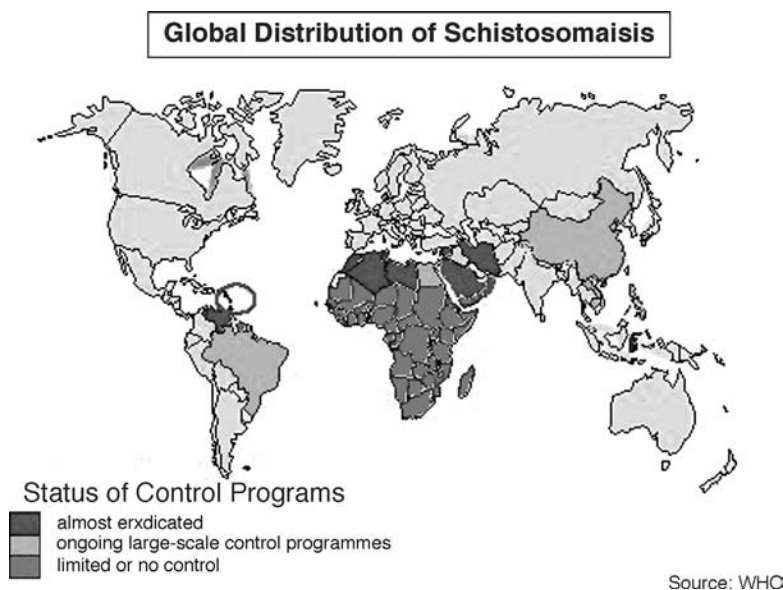 Global Distribution of Schistosomaisis
Status of Control Programs
almost erxdicated
ongoing large-scale control programmes
limited or no control
Source: WHO